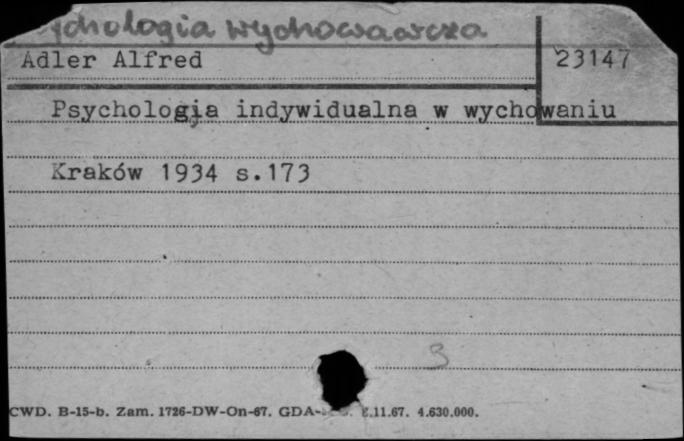 ychologia wychowawcza
Adler Alfred
23147
Psychologja indywidualna w wychowaniu
Kraków 1934 s.173
3
CWD. B-15-b. Zam. 1726-DW-On-67. GDA- .11.67. 4.630.000.